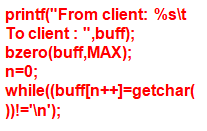 printf("From client: %s\t
To client : ",buff);
bzero(buff,MAX);
n=0;
while((buff[n++]=getchar(
))!='\n');